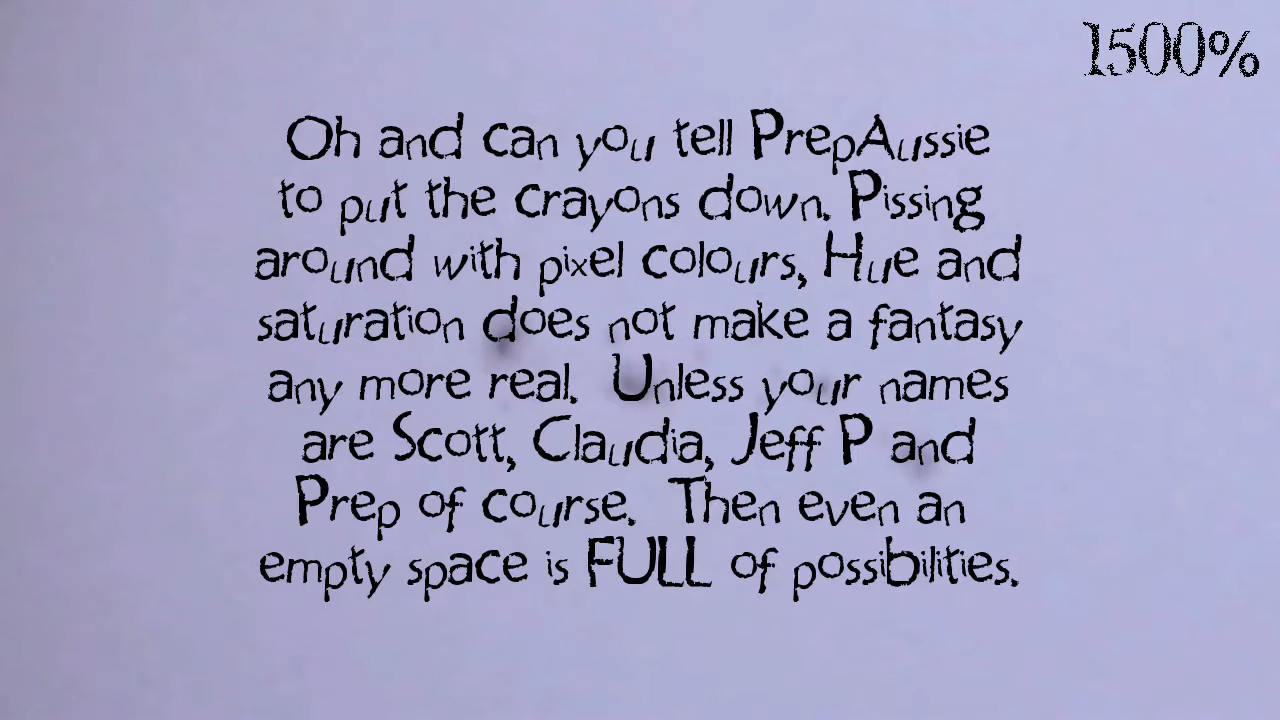 1500%
Oh and can you tell PrepAussie
to put the crayons down. Pissing
around with pixel colours, Hue and
saturation does not make a fantasy
any more real.  Unless your names
are Scott, Claudia, Jeff P and
Prep of course.  Then even an
empty space is FULL of possibilities.